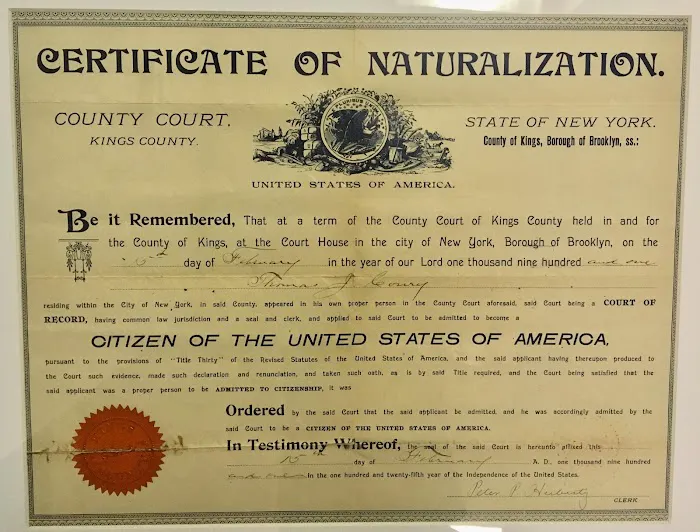 CERTIFICATE OF NATURALIZATION.
COUNTY COURT.
KINGS COUNTY.
PLURIBUS
STATE OF NEW YORK.
County of Kings, Borough of Brooklyn, ss.:
UNITED STATES OF AMERICA.
Be it Remembered, That at a term of the County Court of Kings County held in and for
the County of Kings, at the Court House in the city of New York, Borough of Brooklyn, on the
5th day of February in the year of our Lord one thousand nine hundred and one
Thomas J
residing within the City of New York, in said County, appeared in his own proper person in the County Court aforesaid, said Court being a COURT OF
RECORD, having common law jurisdiction and a seal and clerk, and applied to said Court to be admitted to become a
CITIZEN OF THE UNITED STATES OF AMERICA,
pursuant to the provisions of "Title Thirty" of the Revised Statutes of the United States of America, and the said applicant having thereupon produced to
the Court such evidence, made such declaration and renunciation, and taken such oath, as is by said Title required, and the Court being satisfied that the
said applicant was a proper person to be ADMITTED TO CITIZENSHIP, it was
Ordered by the said Court that the said applicant be admitted, and he was accordingly admitted by the
said Court to be a CITIZEN OF THE UNITED STATES OF AMERICA.
In Testimony Whereof, the seal of the said Court is hereunto affixed this
15th day of February A. D., one thousand nine hundred
and one In the one hundred and twenty-fifth year of the Independence of the United States.
Peter P
CLERK